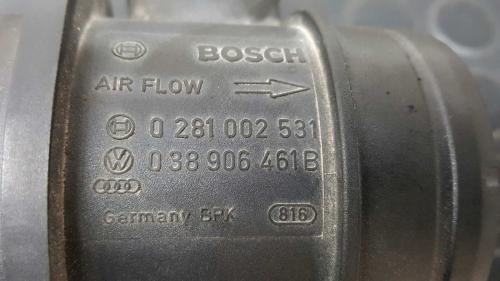 BOSCH
AIR FLOW
0 281 002 531
038 906 461B
Germany BPK 816